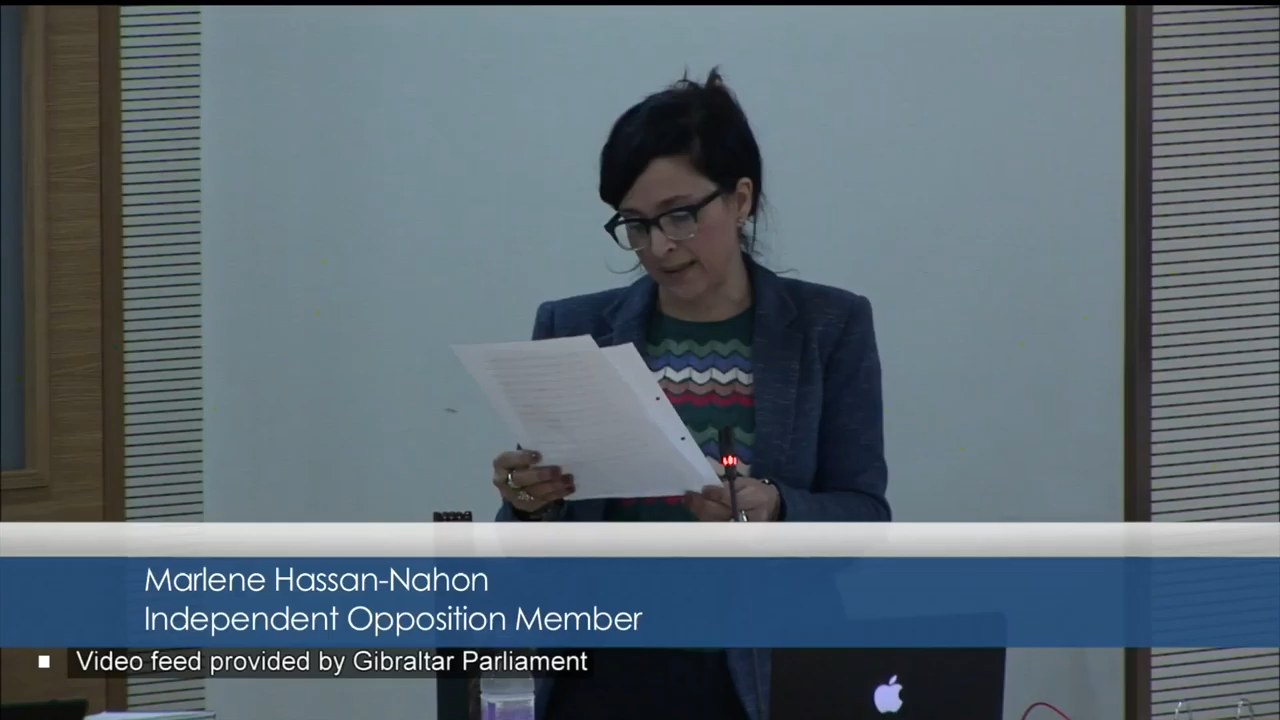 Marlene Hassan-Nahon
Independent Opposition Member
Video feed provided by Gibraltar Parliament